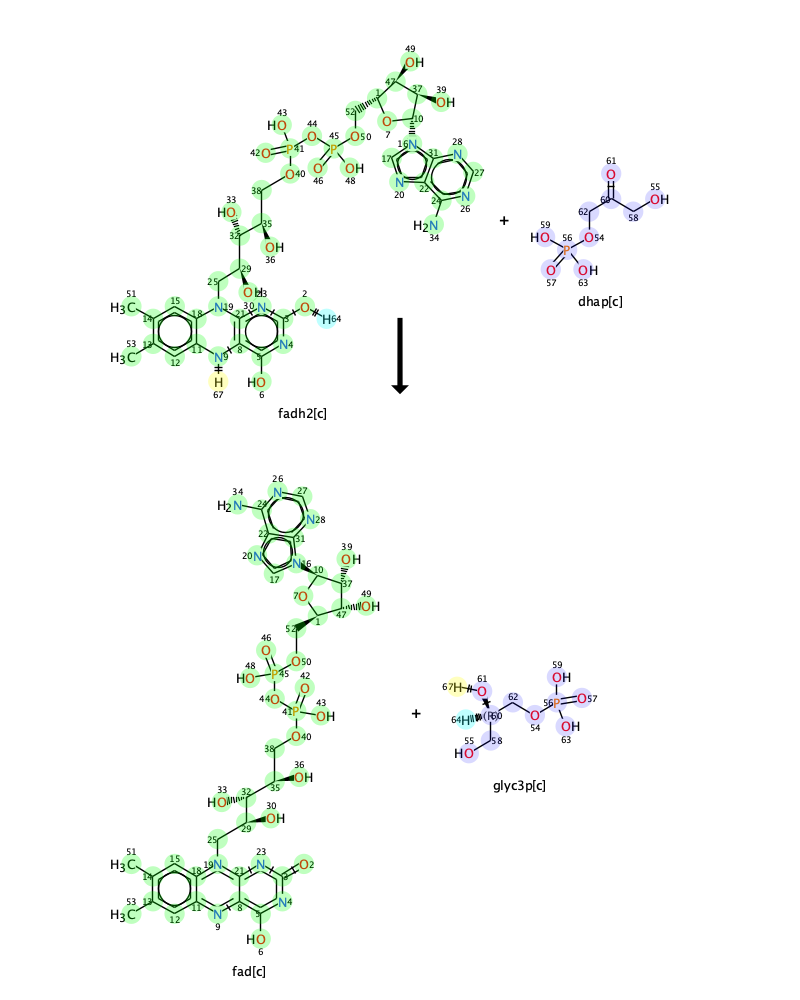 49
OH
47
37
39
OH
1
52
O
7
10
43
HO
44
O
45
P
O
50
42
O
P
41
46
O
48
OH
O
40
16
N
31
28
N
17
27
N
20
22
24
N
26
H₂N
34
38
33
HO
35
32
OH
36
25
29
OH
+
61
O
60
55
OH
62
58
59
HO
56
P
O
54
O
57
OH
63
dhap[c]
51
H₃C
15
14
18
N
19
21
30
23
N
2
O
H
64
3
53
H₃C
13
12
11
N
9
8
5
N
4
H
67
HO
6
fadh2[c]
26
34
H₂N
24
N
27
22
N
28
31
20
N
17
N
16
39
OH
10
37
7
O
1
47
49
OH
52
46
O
50
O
48
HO
P
45
42
O
44
O
41
P
OH
43
O
40
38
36
OH
35
33
HO
32
30
OH
29
25
+
67
H
61
O
59
OH
62
56
P
O
57
64
H
(R)
60
O
54
OH
63
55
HO
58
glyc3p[c]
51
H₃C
15
14
18
19
N
21
23
N
3
O
2
53
H₃C
13
12
11
N
9
8
5
N
4
HO
6
fad[c]